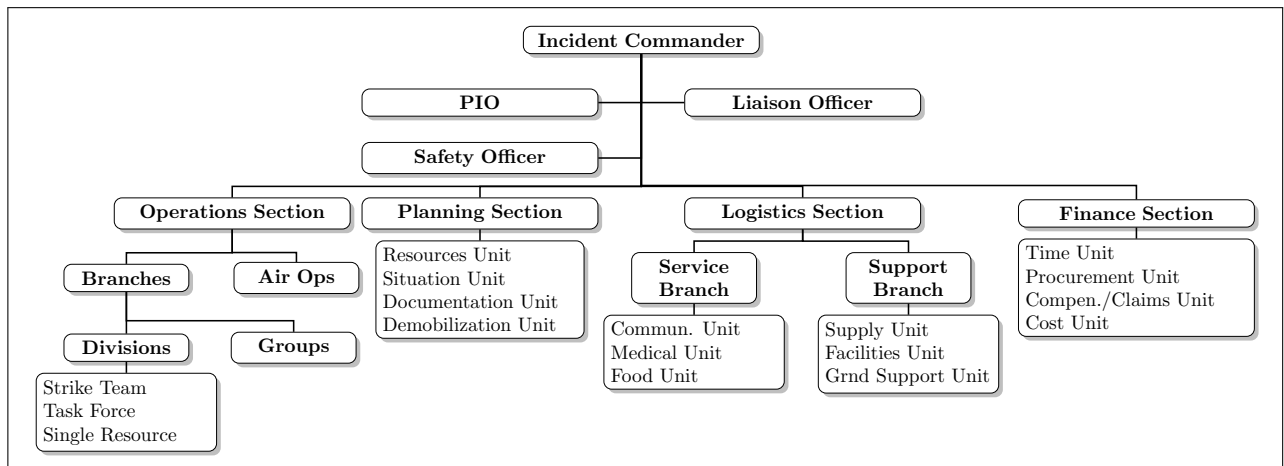 Incident Commander
PIO
Liaison Officer
Safety Officer
Operations Section
Planning Section
Logistics Section
Finance Section
Resources Unit
Situation Unit
Documentation Unit
Demobilization Unit
Time Unit
Procurement Unit
Compen./Claims Unit
Cost Unit
Branches
Air Ops
Service
Branch
Support
Branch
Divisions
Groups
Commun. Unit
Medical Unit
Food Unit
Supply Unit
Facilities Unit
Grnd Support Unit
Strike Team
Task Force
Single Resource